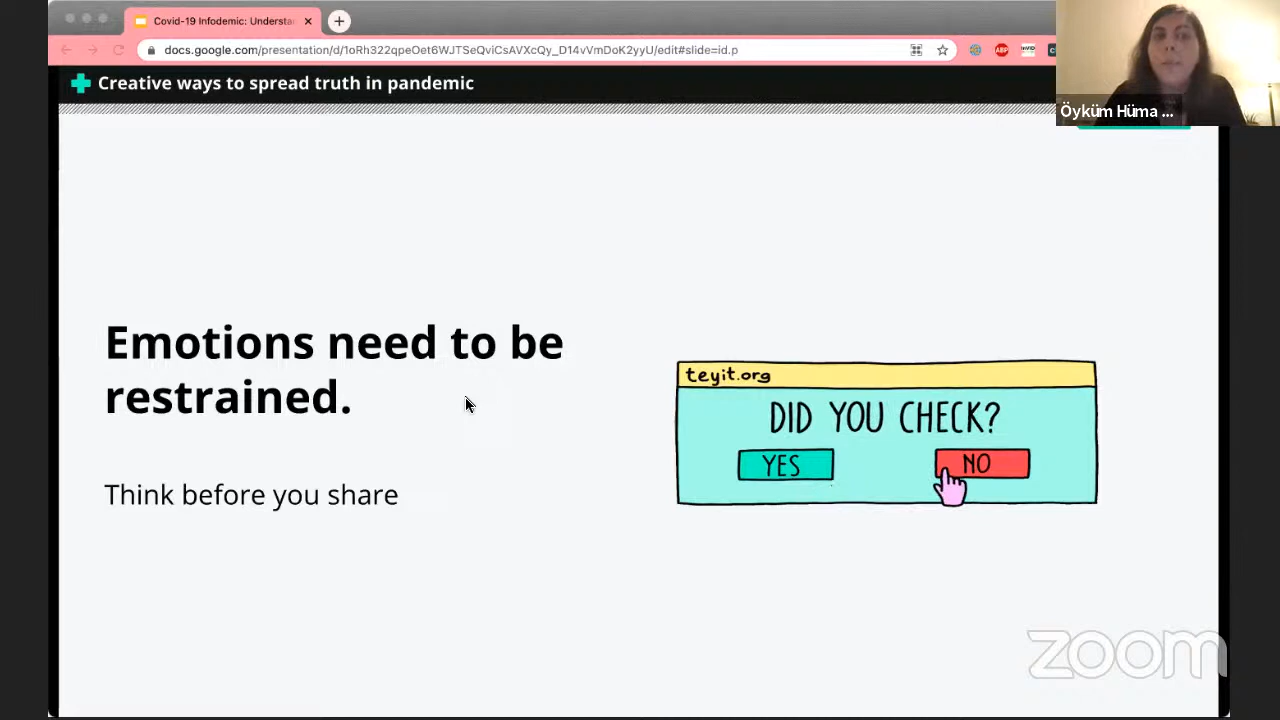 Covid-19 Infodemic: Understa
docs.google.com/presentation/d/1oRh322qpeOet6WJTSeQviCsAVXcQy_D14vVmDoK2yyU/edit#slide=id.p
ABP
Creative ways to spread truth in pandemic
Öyküm Hüma ...
Emotions need to be
restrained.
Think before you share
teyit.org
DID YOU CHECK?
YES
NO
zoom